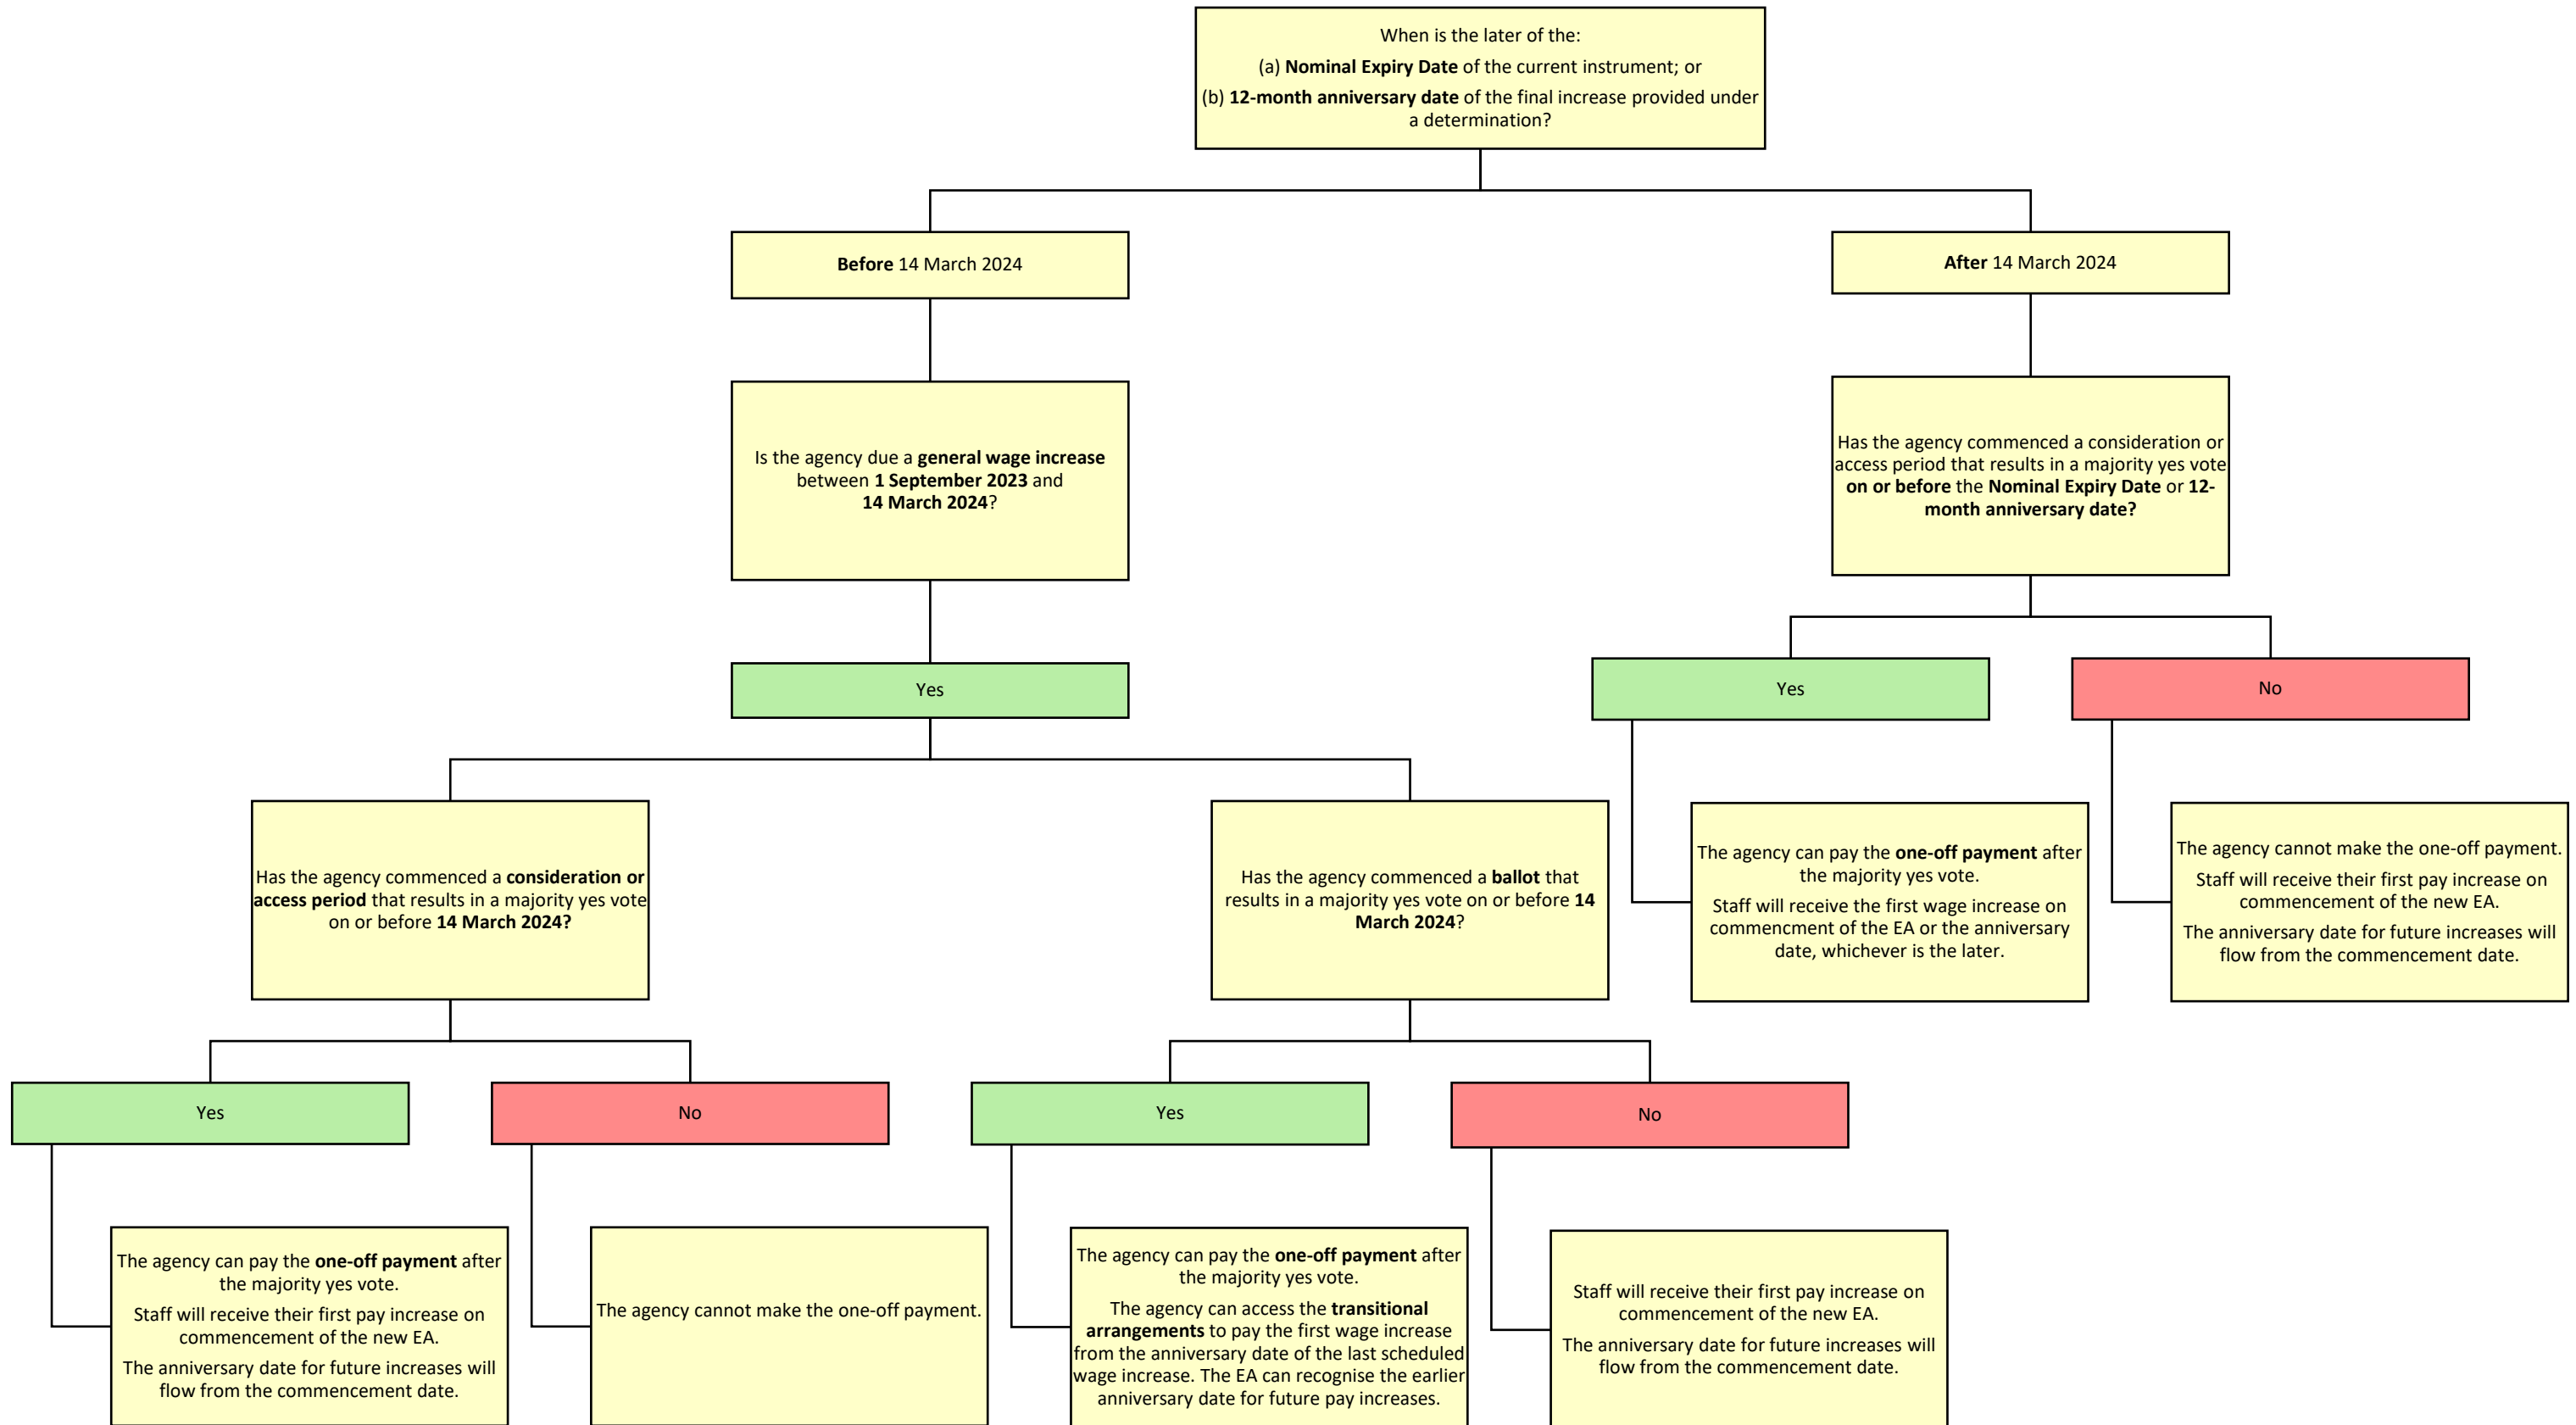 When is the later of the:
(a) Nominal Expiry Date of the current instrument; or
(b) 12-month anniversary date of the final increase provided under
a determination?
Before 14 March 2024
After 14 March 2024
Is the agency due a general wage increase
between 1 September 2023 and
14 March 2024?
Has the agency commenced a consideration or
access period that results in a majority yes vote
on or before the Nominal Expiry Date or 12-
month anniversary date?
Yes
Yes
No
Has the agency commenced a consideration or
access period that results in a majority yes vote
on or before 14 March 2024?
Has the agency commenced a ballot that
results in a majority yes vote on or before 14
March 2024?
The agency can pay the one-off payment after
the majority yes vote.
Staff will receive the first wage increase on
commencment of the EA or the anniversary
date, whichever is the later.
The agency cannot make the one-off payment.
Staff will receive their first pay increase on
commencement of the new EA.
The anniversary date for future increases will
flow from the commencement date.
Yes
No
Yes
No
The agency can pay the one-off payment after
the majority yes vote.
Staff will receive their first pay increase on
commencement of the new EA.
The anniversary date for future increases will
flow from the commencement date.
The agency cannot make the one-off payment.
The agency can pay the one-off payment after
the majority yes vote.
The agency can access the transitional
arrangements to pay the first wage increase
from the anniversary date of the last scheduled
wage increase. The EA can recognise the earlier
anniversary date for future pay increases.
Staff will receive their first pay increase on
commencement of the new EA.
The anniversary date for future increases will
flow from the commencement date.